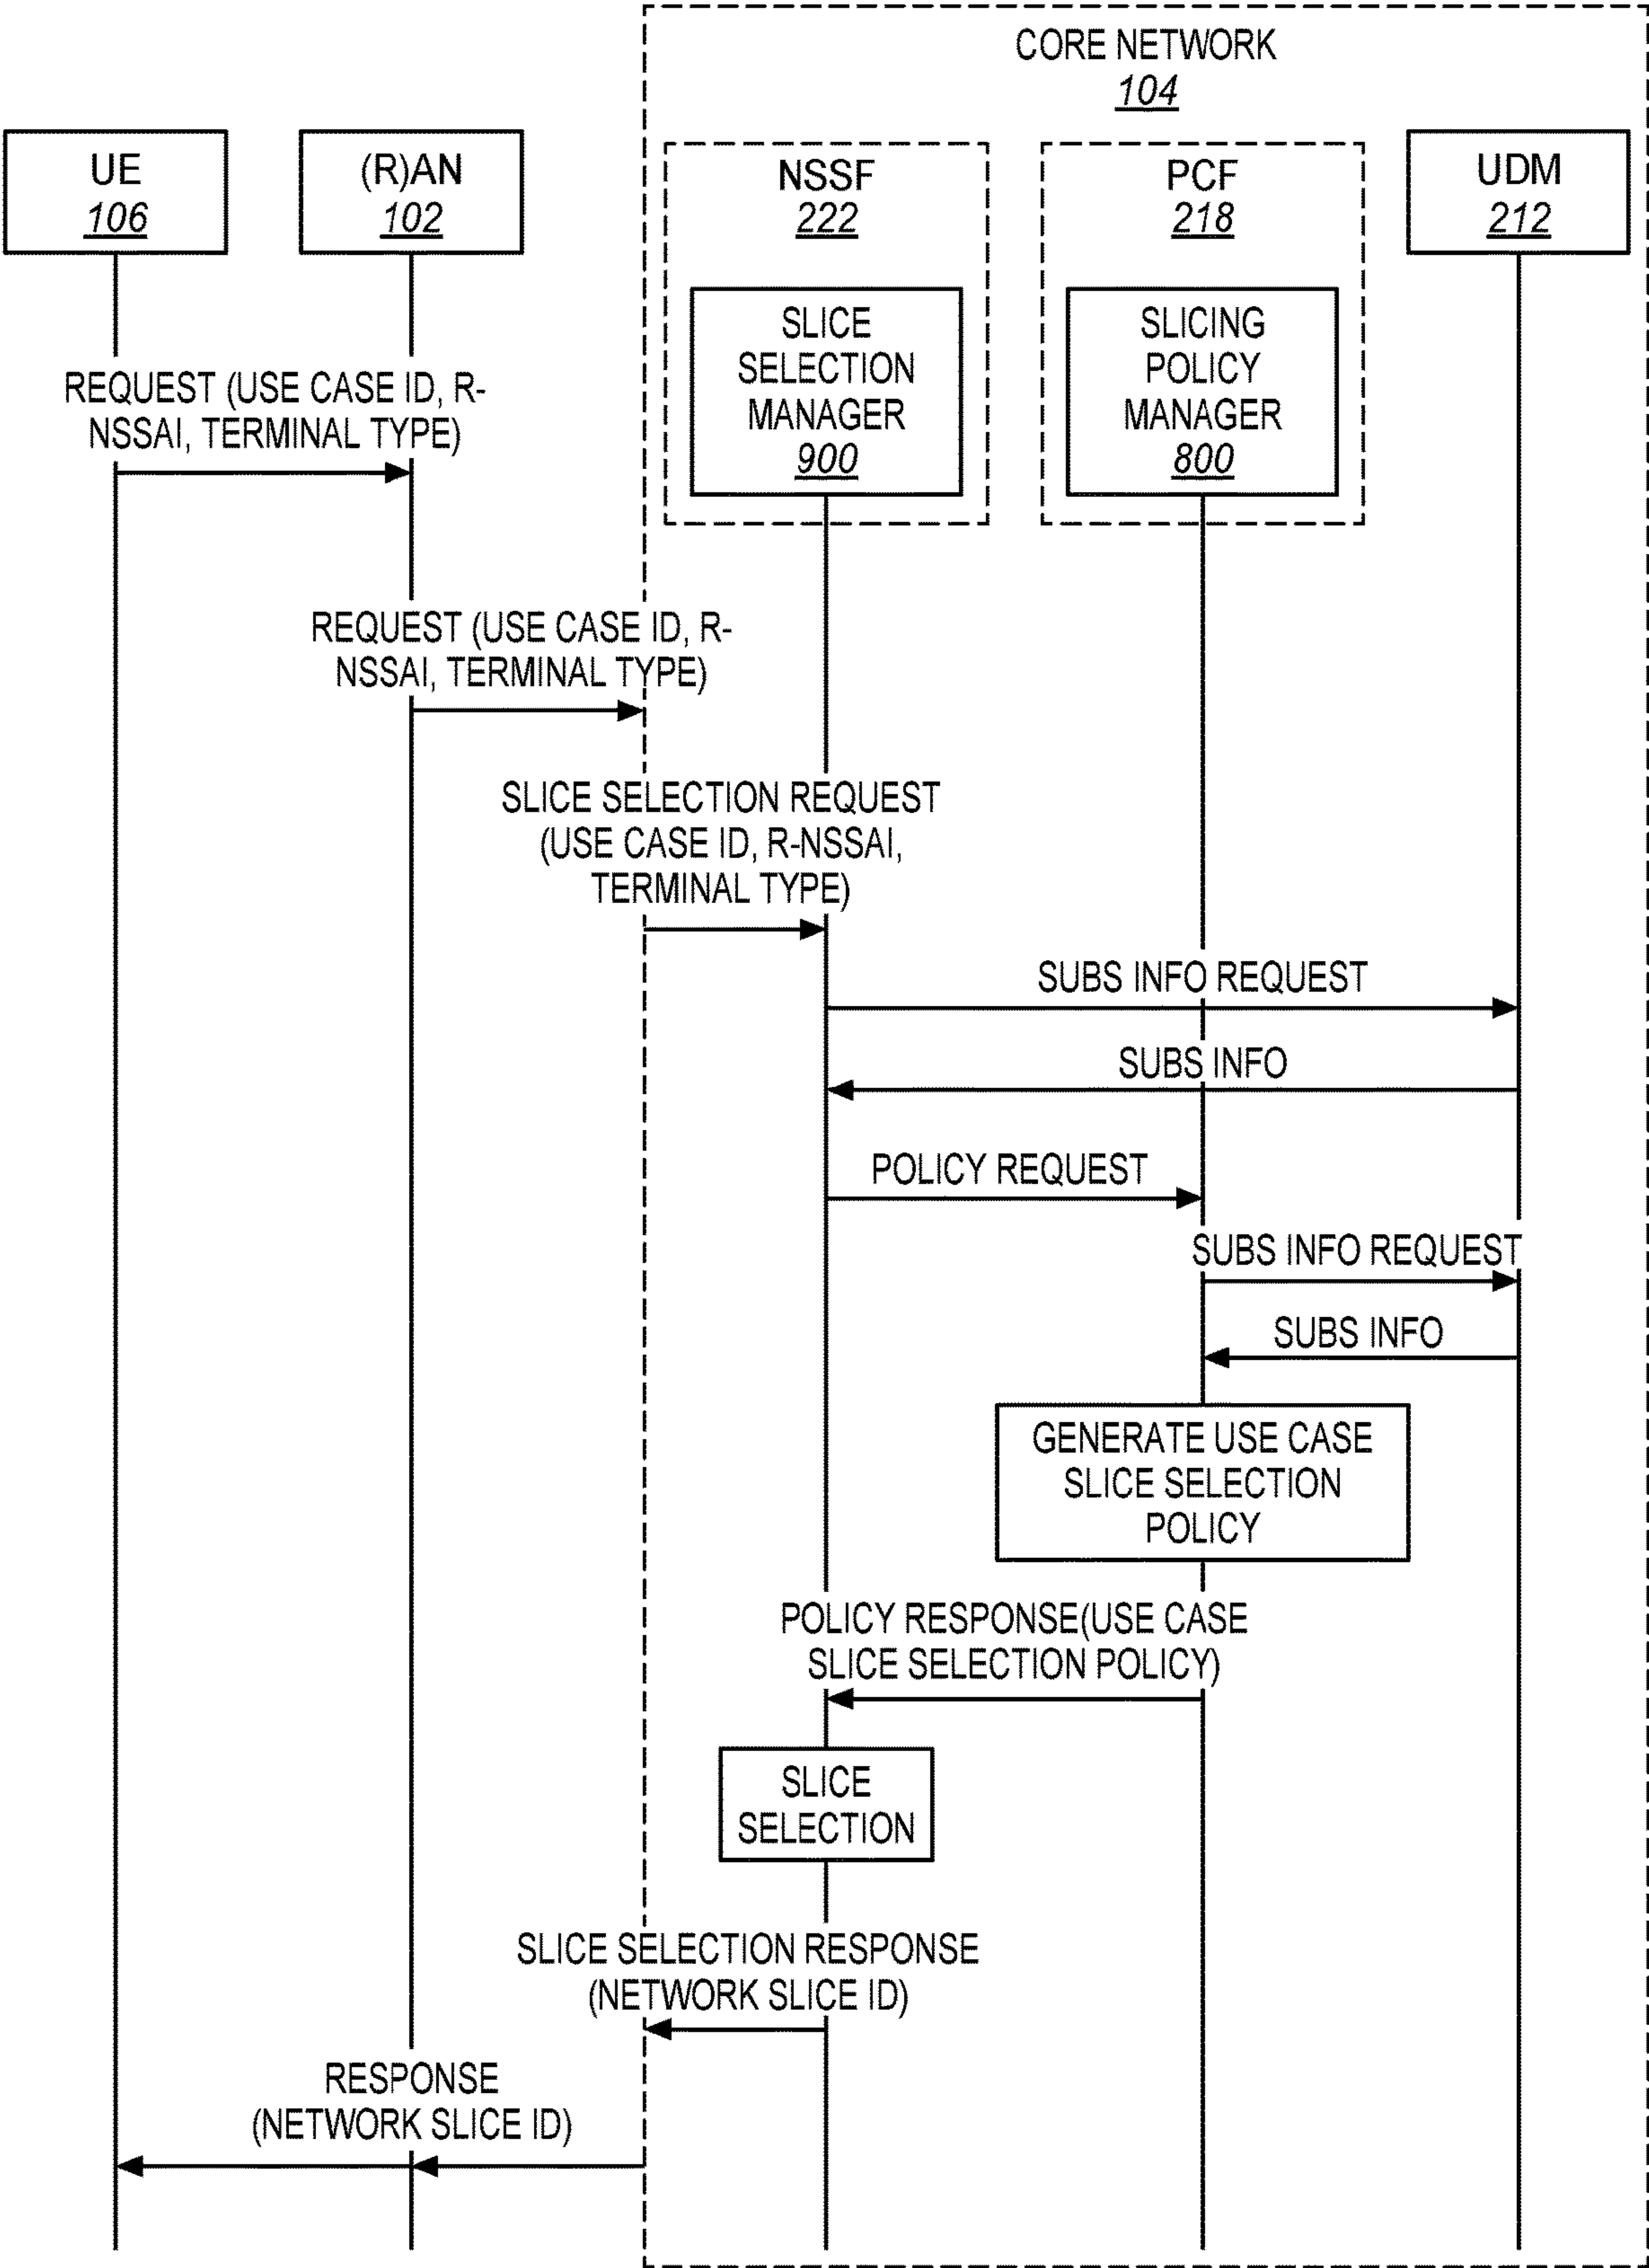 CORE NETWORK
104
UE
106
(R)AN
102
NSSF
222
PCF
218
UDM
212
SLICE
SELECTION
MANAGER
900
SLICING
POLICY
MANAGER
800
REQUEST (USE CASE ID, R-
NSSAI, TERMINAL TYPE)
REQUEST (USE CASE ID, R-
NSSAI, TERMINAL TYPE)
SLICE SELECTION REQUEST
(USE CASE ID, R-NSSAI,
TERMINAL TYPE)
SUBS INFO REQUEST
SUBS INFO
POLICY REQUEST
SUBS INFO REQUEST
SUBS INFO
GENERATE USE CASE
SLICE SELECTION
POLICY
POLICY RESPONSE(USE CASE
SLICE SELECTION POLICY)
SLICE
SELECTION
SLICE SELECTION RESPONSE
(NETWORK SLICE ID)
RESPONSE
(NETWORK SLICE ID)